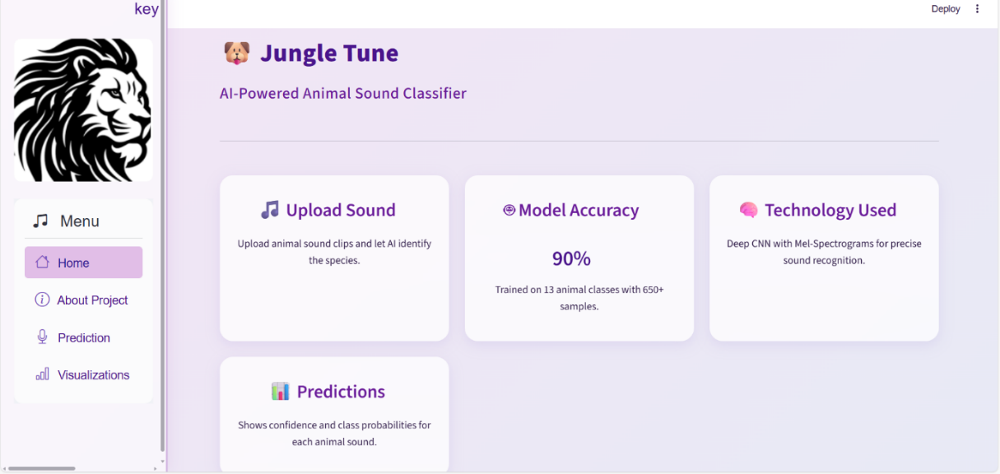 key
Deploy
Jungle Tune
AI-Powered Animal Sound Classifier
Menu
Home
About Project
Prediction
Visualizations
Upload Sound
Upload animal sound clips and let AI identify
the species.
Model Accuracy
90%
Trained on 13 animal classes with 650+
samples.
Technology Used
Deep CNN with Mel-Spectrograms for precise
sound recognition.
Predictions
Shows confidence and class probabilities for
each animal sound.